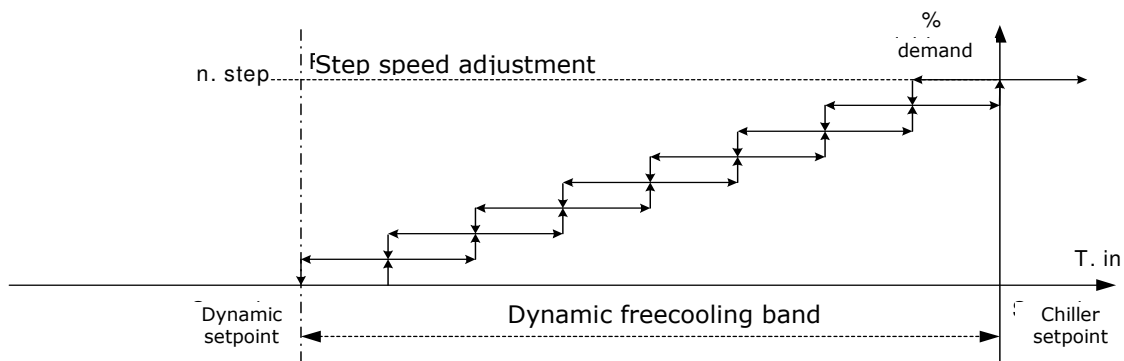 %
demand
Step speed adjustment
n. step
T. in
Dynamic
setpoint
Dynamic freecooling band
Chiller
setpoint